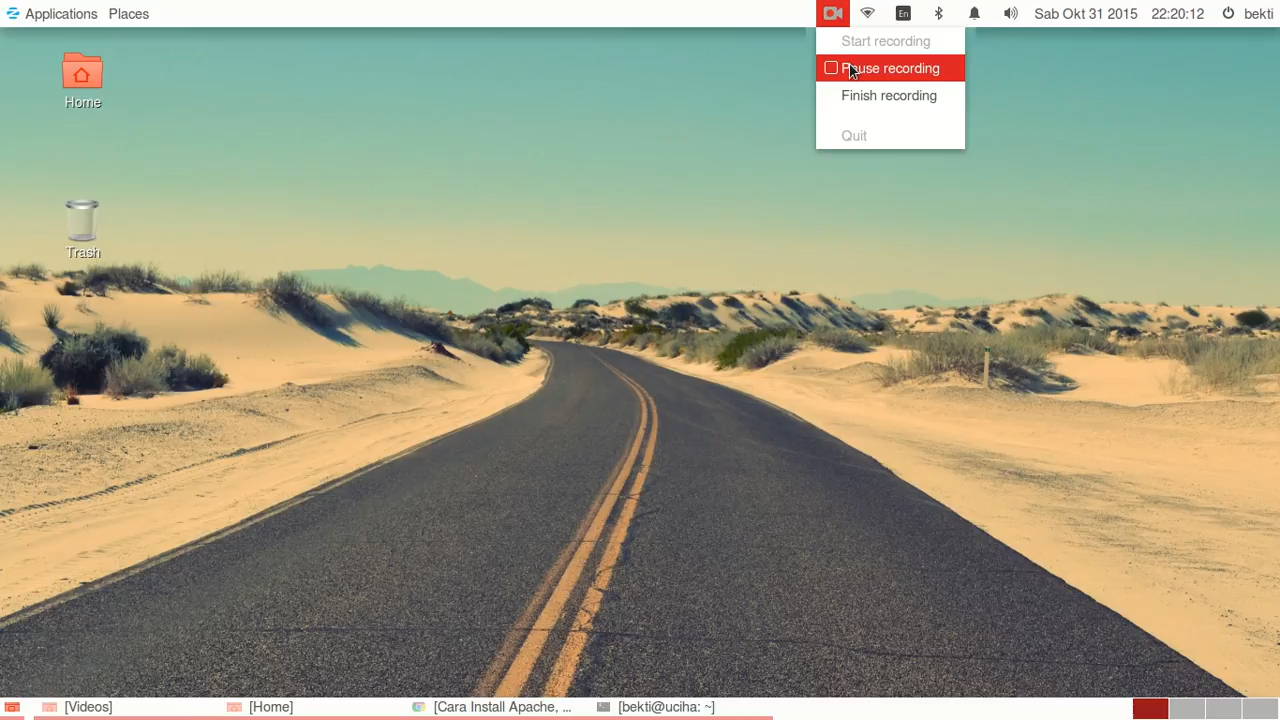 Applications Places En Sab Okt 31 2015 22:20:12 bekti
Start recording
Pause recording
Finish recording
Quit
Home
Trash
[Videos] [Home] [Cara Install Apache, ... [bekti@uciha: ~]